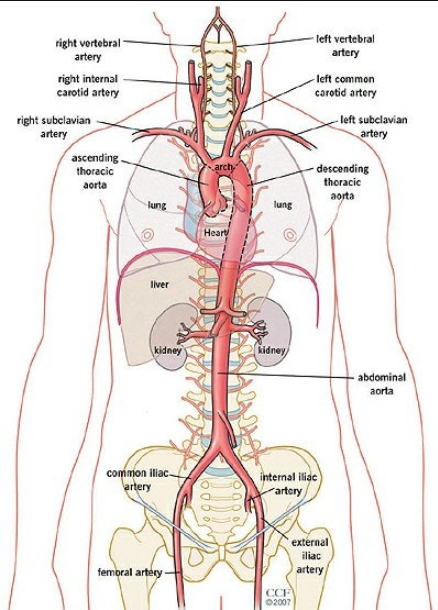 right vertebral
artery
left vertebral
artery
right internal
carotid artery
left common
carotid artery
right subclavian
artery
left subclavian
artery
ascending
thoracic
aorta
arch
descending
thoracic
aorta
lung
lung
Heart
liver
kidney
kidney
abdominal
aorta
common iliac
artery
internal iliac
artery
external
iliac
artery
femoral artery
CCF
©2007